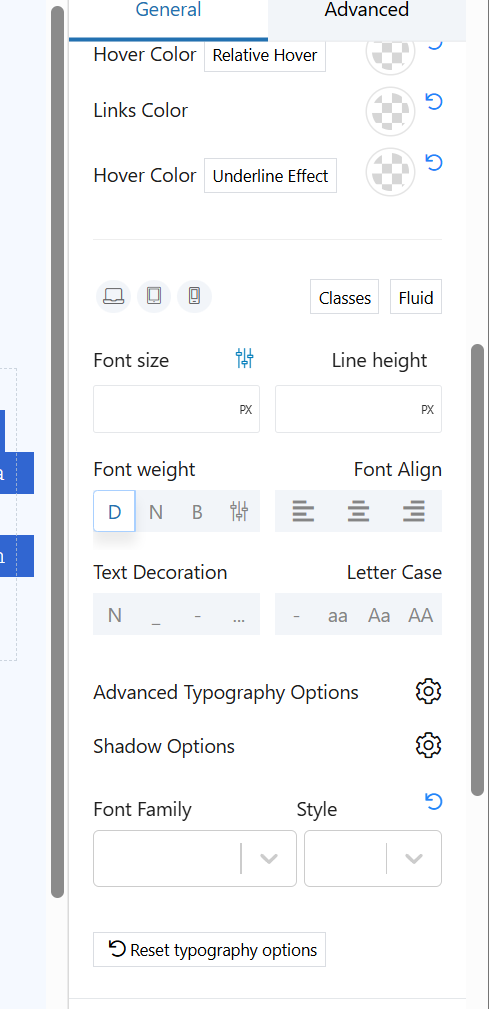 General Advanced
Hover Color Relative Hover
Links Color
Hover Color Underline Effect
Classes Fluid
Font size Line height
PX PX
a
Font weight Font Align
D N B
n
Text Decoration Letter Case
N _ - ... - aa Aa AA
Advanced Typography Options
Shadow Options
Font Family Style
Reset typography options